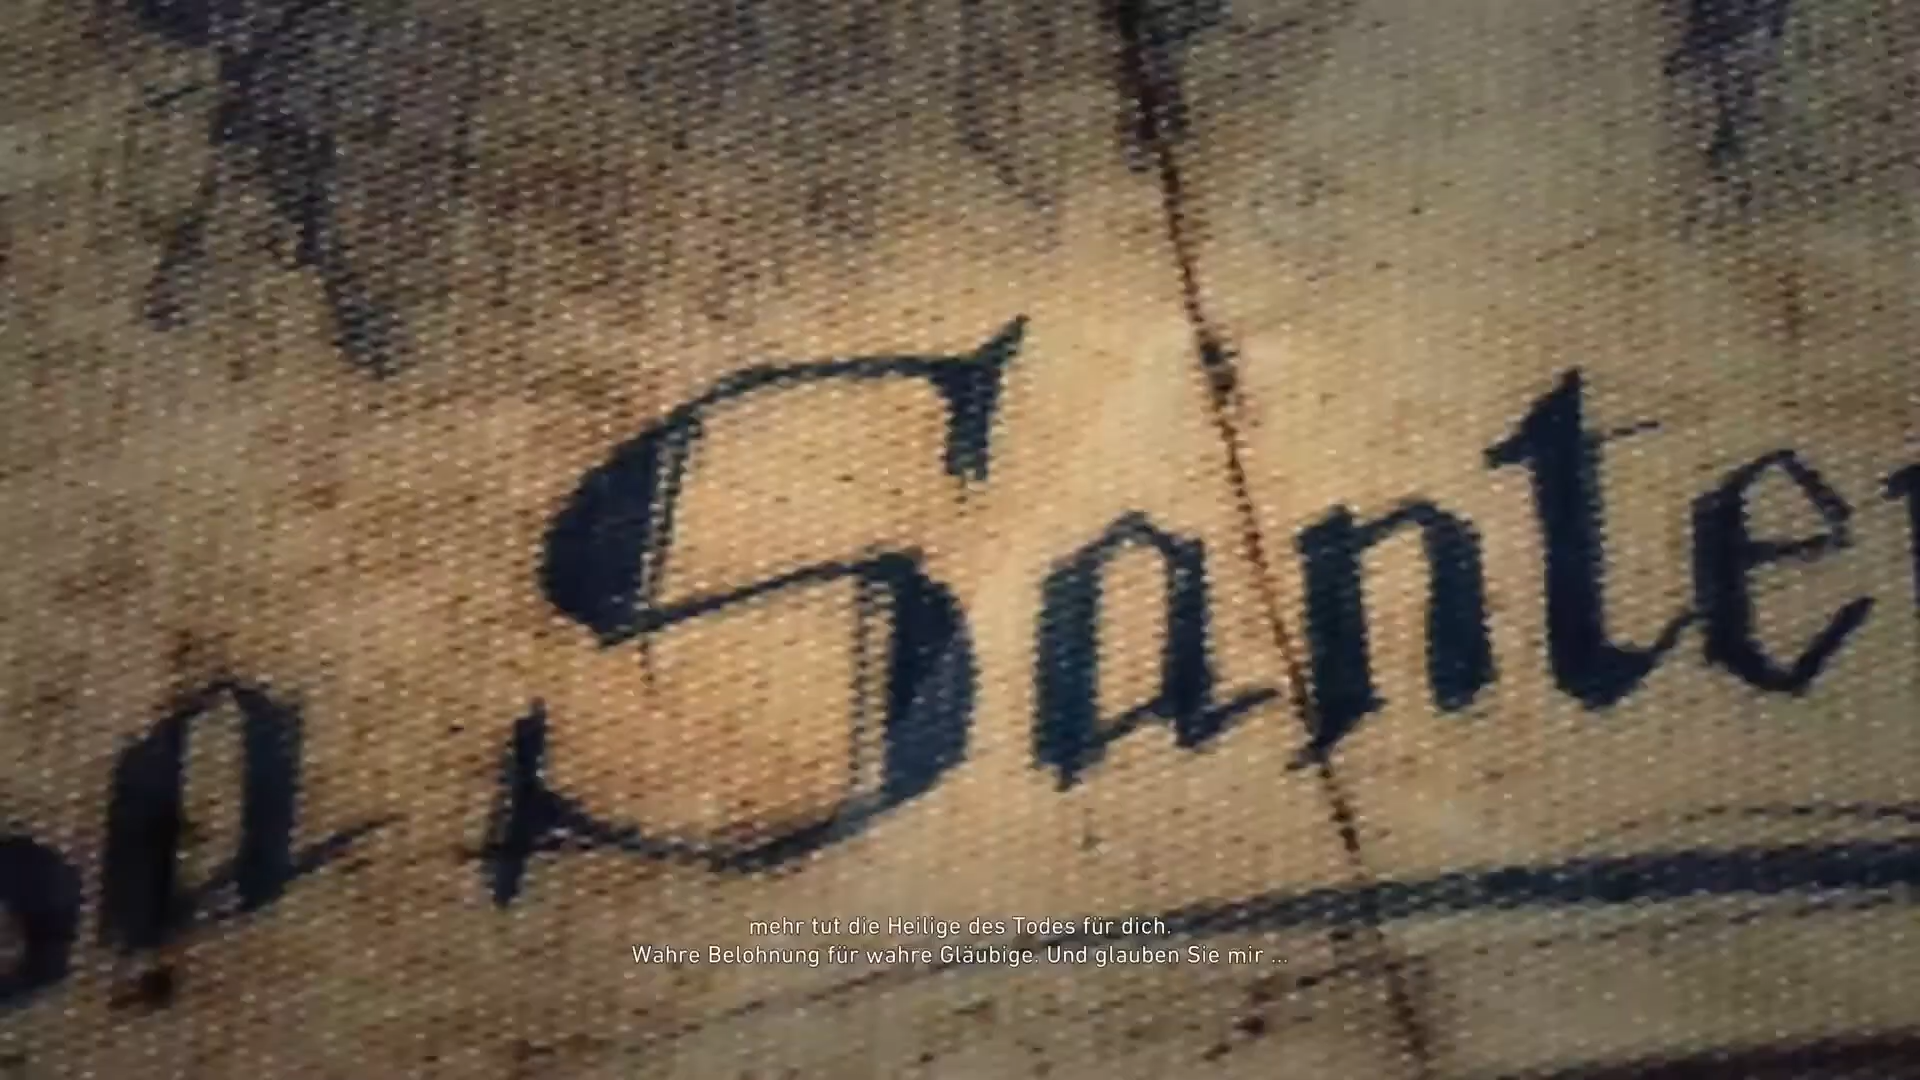 a Sante
mehr tut die Heilige des Todes für dich.
Wahre Belohnung für wahre Gläubige. Und glauben Sie mir ...